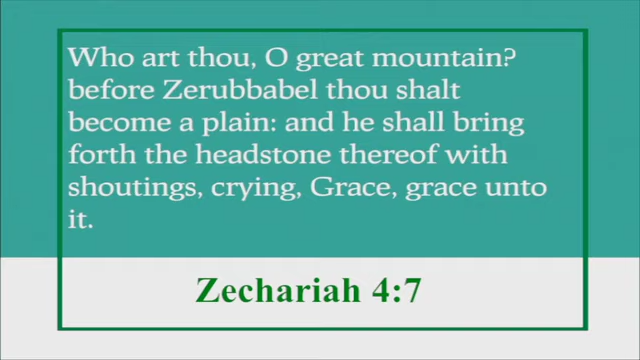 Who art thou, O great mountain?
before Zerubbabel thou shalt
become a plain: and he shall bring
forth the headstone thereof with
shoutings, crying, Grace, grace unto
it.
Zechariah 4:7